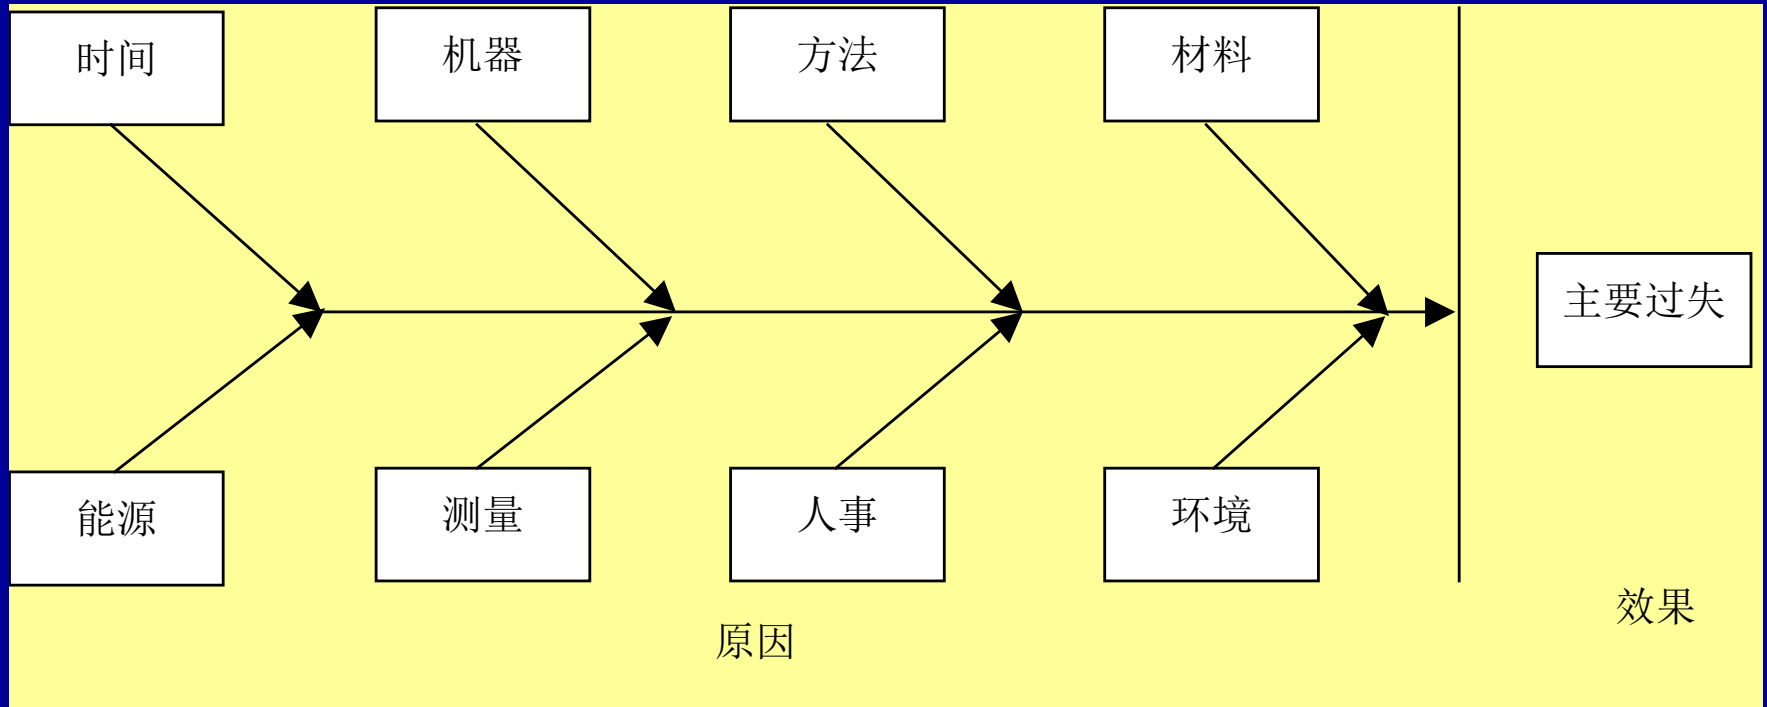 时间
机器
方法
材料
主要过失
能源
测量
人事
环境
效果
原因